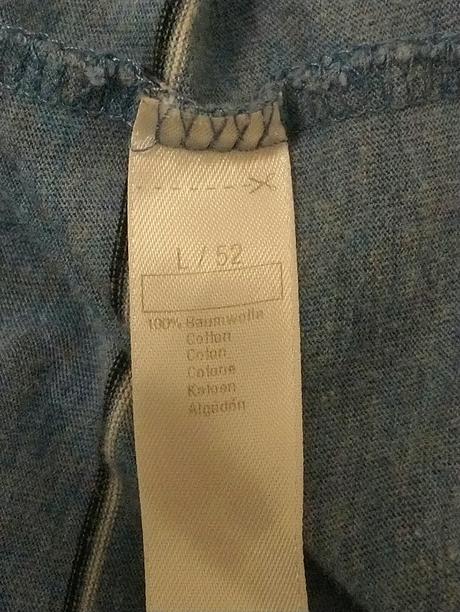 L / 52
100% Baumwolle
Cotton
Coton
Cotone
Katoen
Algodón